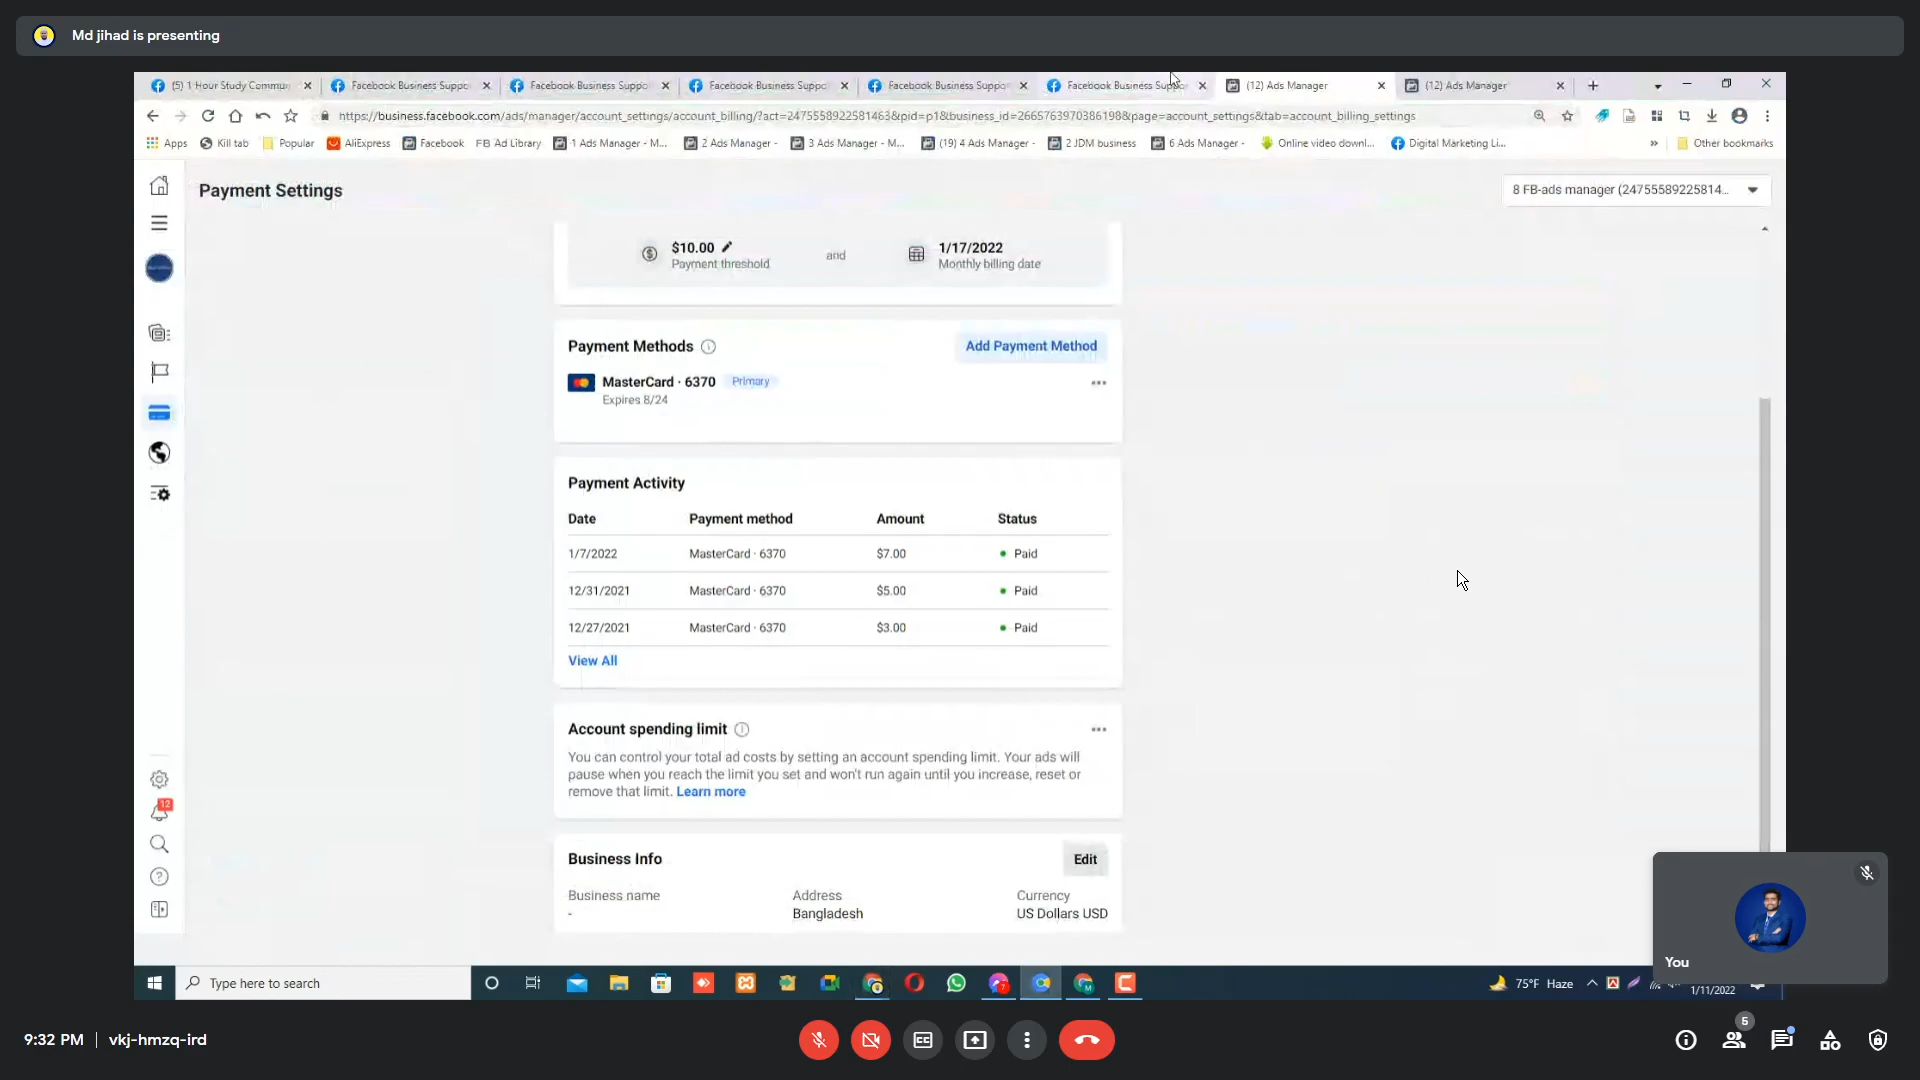 Md jihad is presenting
(5) 1 Hour Study Commun
Facebook Business Suppo
Facebook Business Suppo
Facebook Business Suppo
Facebook Business Suppo
Facebook Business Suppo
(12) Ads Manager
(12) Ads Manager
https://business.facebook.com/ads/manager/account_settings/account_billing/?act=2475558922581463&pid=p1&business_id=2665763970386198&page=account_settings&tab=account_billing_settings
Apps
Kill tab
Popular
AliExpress
Facebook
FB Ad Library
1 Ads Manager - M...
2 Ads Manager -
3 Ads Manager - M...
(19) 4 Ads Manager -
2 JDM business
6 Ads Manager -
Online video downl...
Digital Marketing Li...
»
Other bookmarks
Payment Settings
8 FB-ads manager (24755589225814...
$10.00
Payment threshold
and
1/17/2022
Monthly billing date
Payment Methods
Add Payment Method
MasterCard · 6370
Primary
Expires 8/24
Payment Activity
Date Payment method Amount Status
1/7/2022 MasterCard · 6370 $7.00 Paid
12/31/2021 MasterCard · 6370 $5.00 Paid
12/27/2021 MasterCard · 6370 $3.00 Paid
View All
Account spending limit
You can control your total ad costs by setting an account spending limit. Your ads will
pause when you reach the limit you set and won't run again until you increase, reset or
remove that limit. Learn more
12
Business Info
Edit
Business name Address Currency
- Bangladesh US Dollars USD
You
Type here to search
75°F Haze
1/11/2022
9:32 PM | vkj-hmzq-ird
5